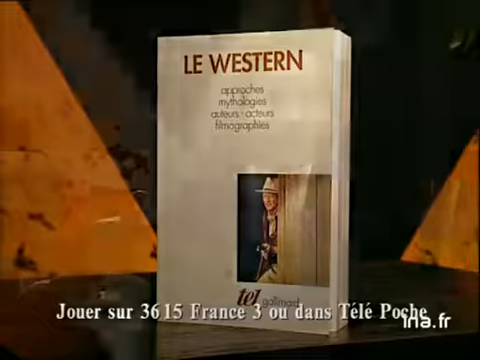 LE WESTERN
approches
mythologies
auteurs · acteurs
filmographies
tel gallimard
Jouer sur 3615 France 3 ou dans Télé Poche
ina.fr